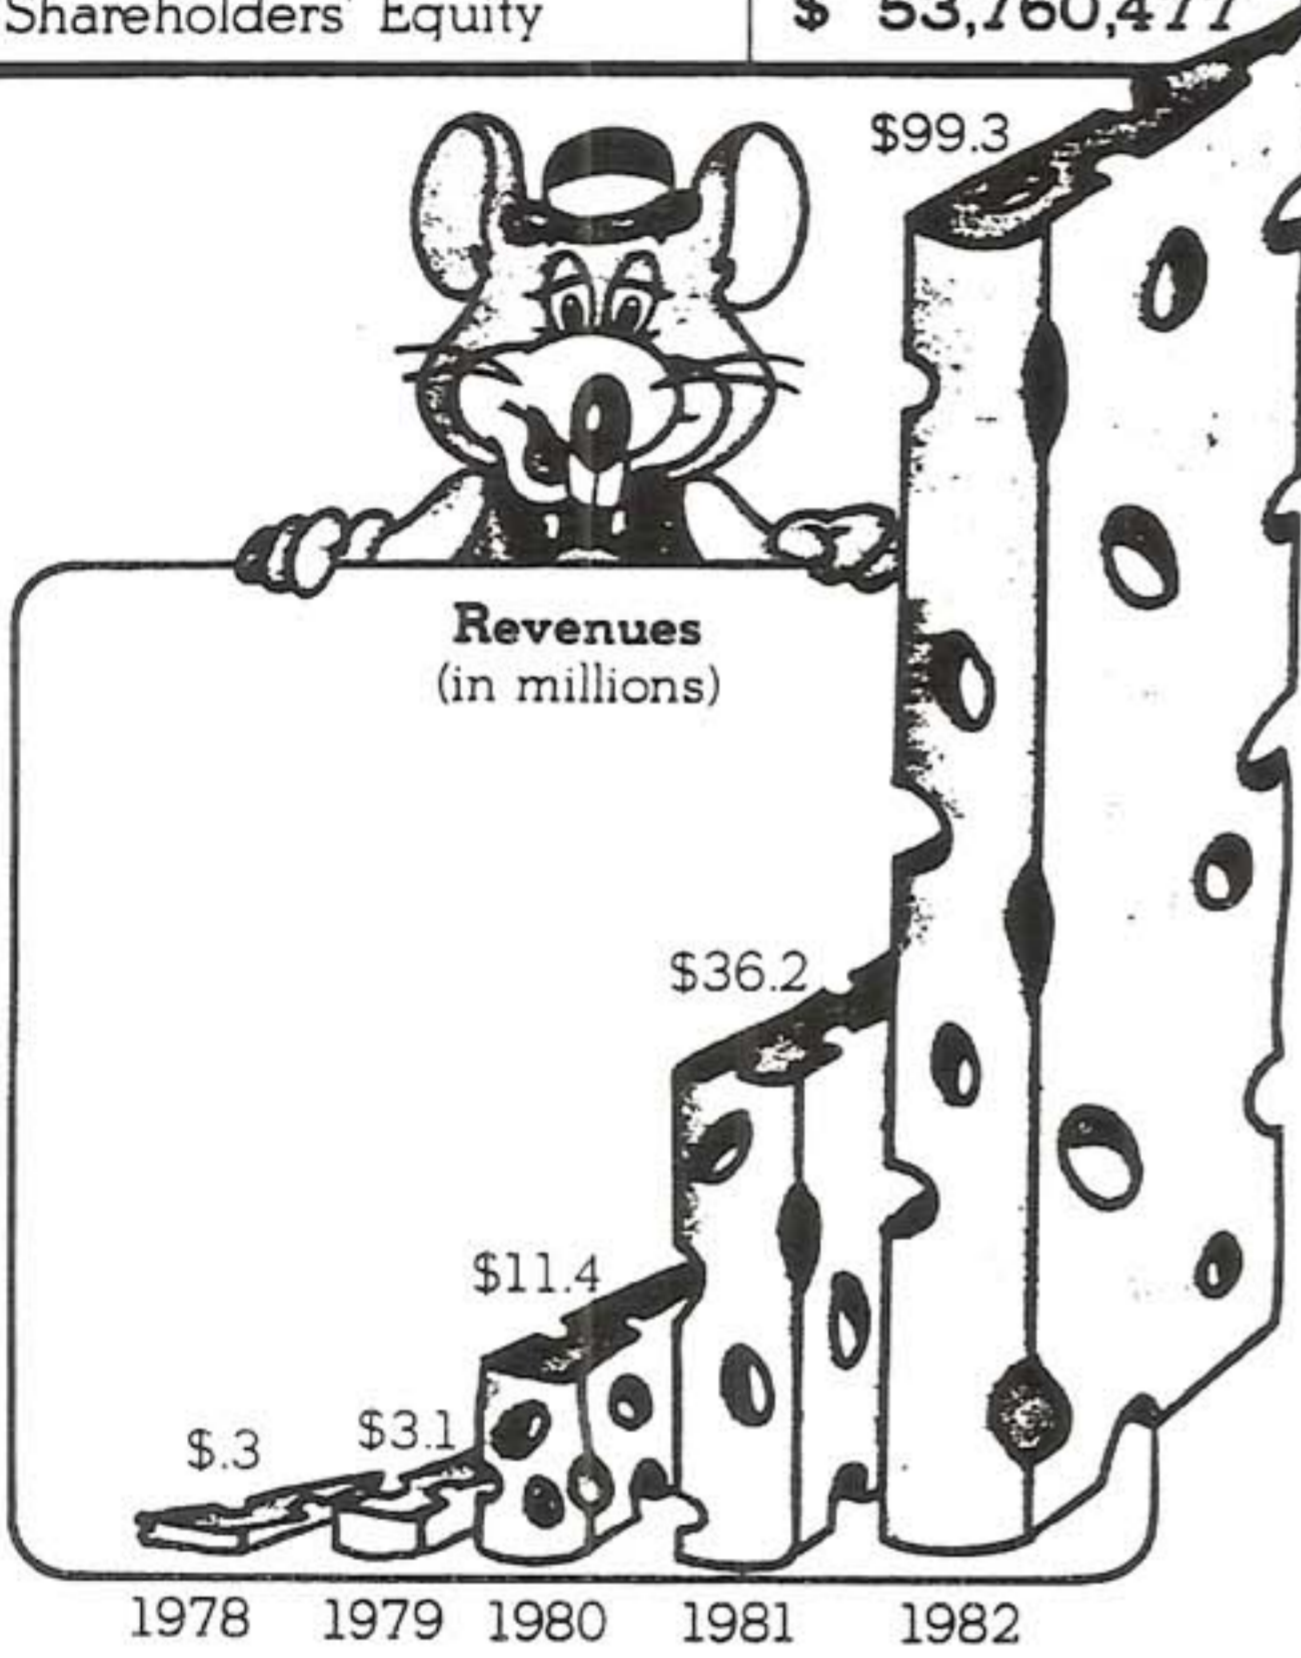 Shareholders' Equity $ 53,760,477
$99.3
Revenues
(in millions)
$36.2
$11.4
$3.1
$.3
1978 1979 1980 1981 1982